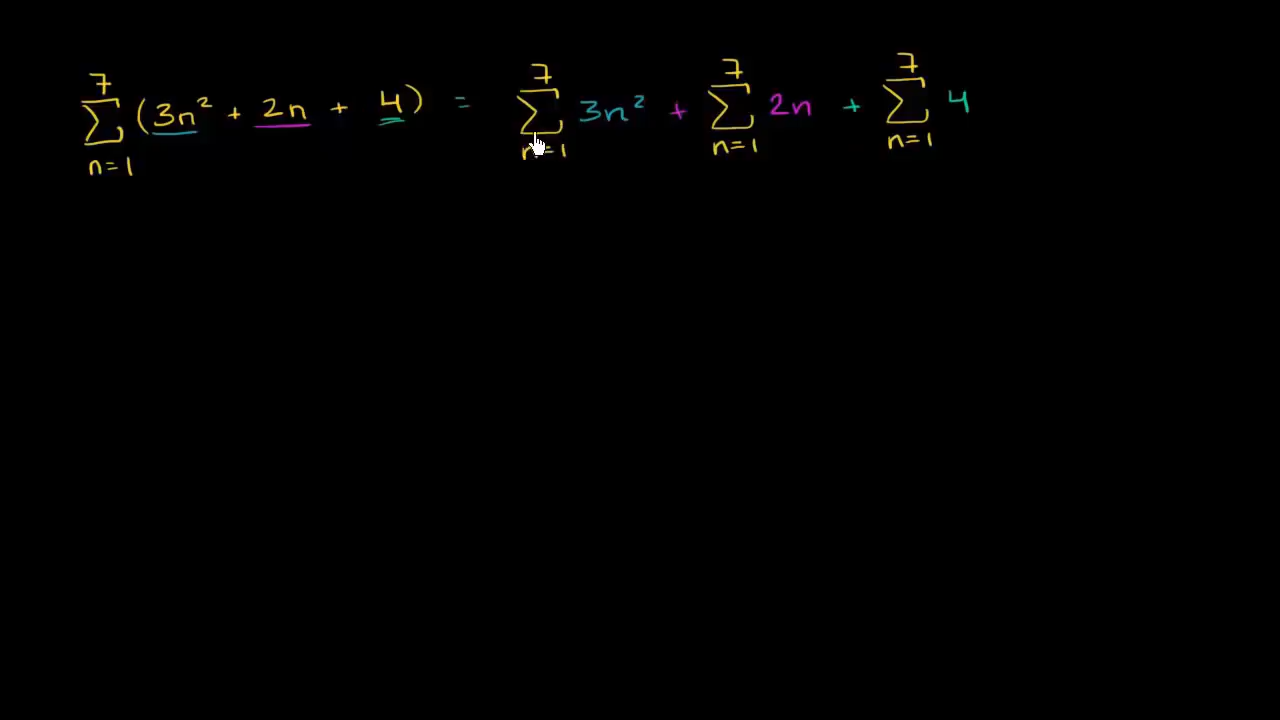 7 7 7 7
∑ (3n² + 2n + 4) = ∑ 3n² + ∑ 2n + ∑ 4
n=1 n=1 n=1 n=1